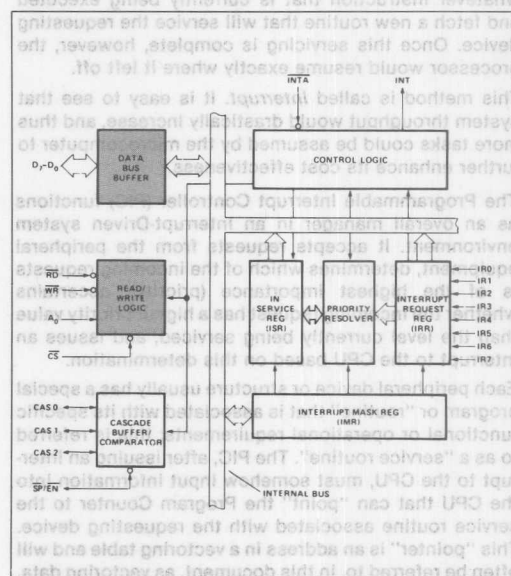 whatever instruction that is currently being executed
and fetch a new routine that will service the requesting
device. Once this servicing is complete, however, the
processor would resume exactly where it left off.
This method is called Interrupt. It is easy to see that
system throughput would drastically increase, and thus
more tasks could be assumed by the microcomputer to
further enhance its cost effectiveness.
The Programmable Interrupt Controller (PIC) functions
as an overall manager in an Interrupt-Driven system
environment. It accepts requests from the peripheral
equipment, determines which of the incoming requests
is of the highest importance (priority), ascertains
whether the incoming request has a higher priority value
than the level currently being serviced, and issues an
interrupt to the CPU based on this determination.
Each peripheral device or structure usually has a special
program or "routine" that is associated with its specific
functional or operational requirements; this is referred
to as a "service routine". The PIC, after issuing an inter-
rupt to the CPU, must somehow input information into
the CPU that can "point" the Program Counter to the
service routine associated with the requesting device.
This "pointer" is an address in a vectoring table and will
often be referred to, in this document, as vectoring data.
INTA
INT
D7-D0
DATA
BUS
BUFFER
CONTROL LOGIC
RD
WR
A0
CS
READ/
WRITE
LOGIC
IN
SERVICE
REG
(ISR)
PRIORITY
RESOLVER
INTERRUPT
REQUEST
REG
(IRR)
IR0
IR1
IR2
IR3
IR4
IR5
IR6
IR7
CAS 0
CAS 1
CAS 2
CASCADE
BUFFER/
COMPARATOR
INTERRUPT MASK REG
(IMR)
SP/EN
INTERNAL BUS